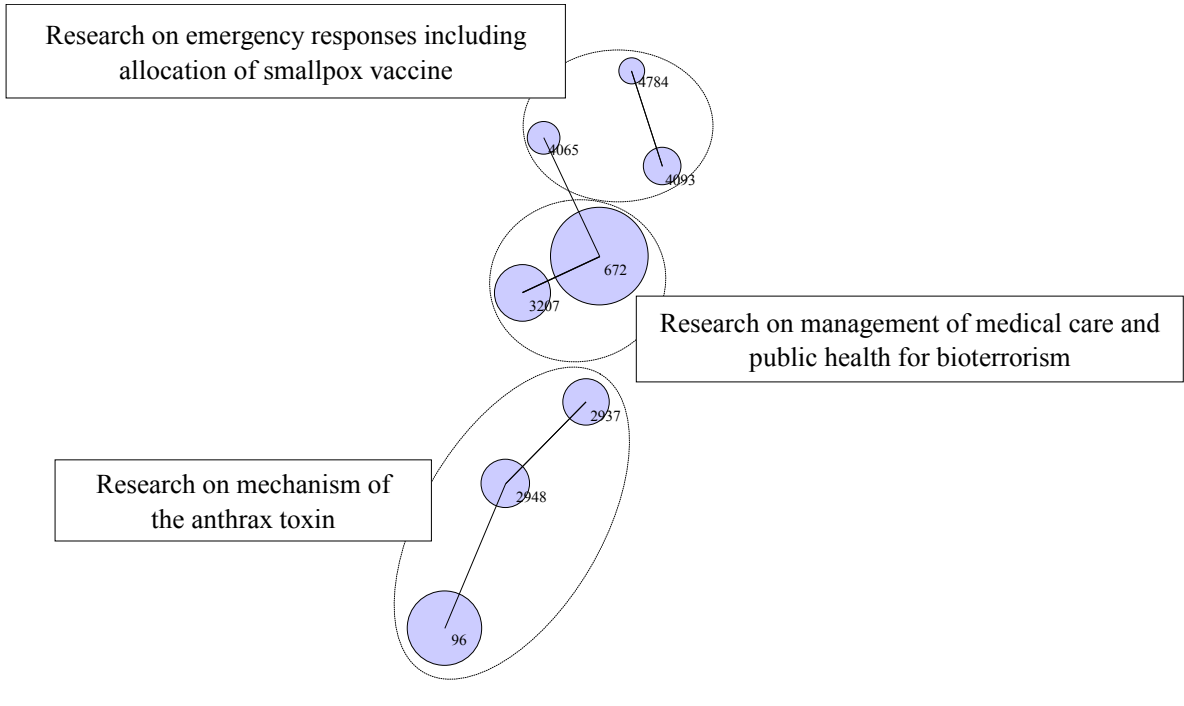 Research on emergency responses including
allocation of smallpox vaccine
4784
4065
4093
672
3207
Research on management of medical care and
public health for bioterrorism
2937
Research on mechanism of
the anthrax toxin
2948
96